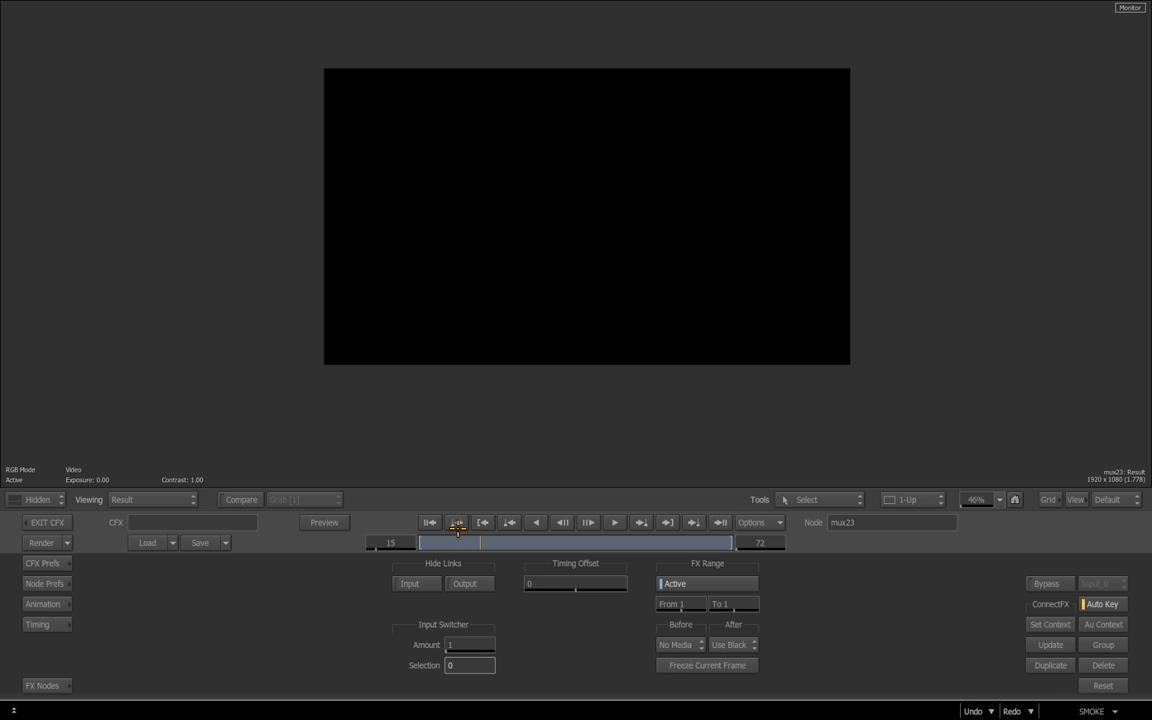 Monitor
RGB Mode Video
Active Exposure: 0.00 Contrast: 1.00
mux23: Result
1920 x 1080 (1.778)
Hidden Viewing Result Compare Grab [1] Tools Select 1-Up 46% Grid View Default
EXIT CFX CFX Preview Options Node mux23
Render Load Save 15 72
CFX Prefs Hide Links Timing Offset FX Range
Node Prefs Input Output 0 Active Bypass
Animation From 1 To 1 ConnectFX Auto Key
Timing Input Switcher Before After Set Context Au Context
Amount 1 No Media Use Black Update Group
Selection 0 Freeze Current Frame Duplicate Delete
FX Nodes Reset
Undo Redo SMOKE